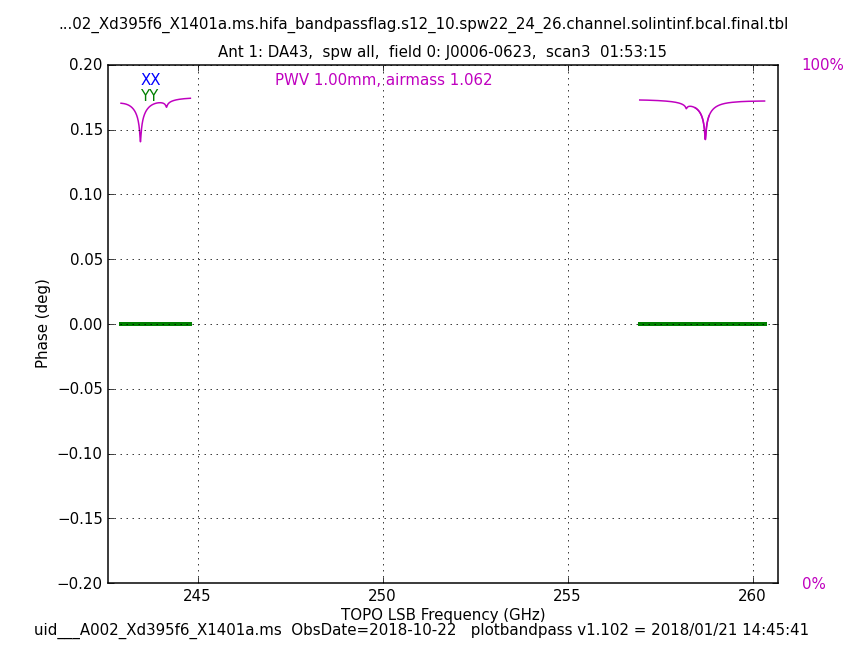 ...02_Xd395f6_X1401a.ms.hifa_bandpassflag.s12_10.spw22_24_26.channel.solintinf.bcal.final.tbl
Ant 1: DA43,  spw all,  field 0: J0006-0623,  scan3  01:53:15
0.20
XX
PWV 1.00mm, airmass 1.062
100%
YY
0.15
0.10
0.05
0.00
−0.05
−0.10
−0.15
−0.20
0%
Phase (deg)
245
250
255
260
TOPO LSB Frequency (GHz)
uid___A002_Xd395f6_X1401a.ms  ObsDate=2018-10-22   plotbandpass v1.102 = 2018/01/21 14:45:41